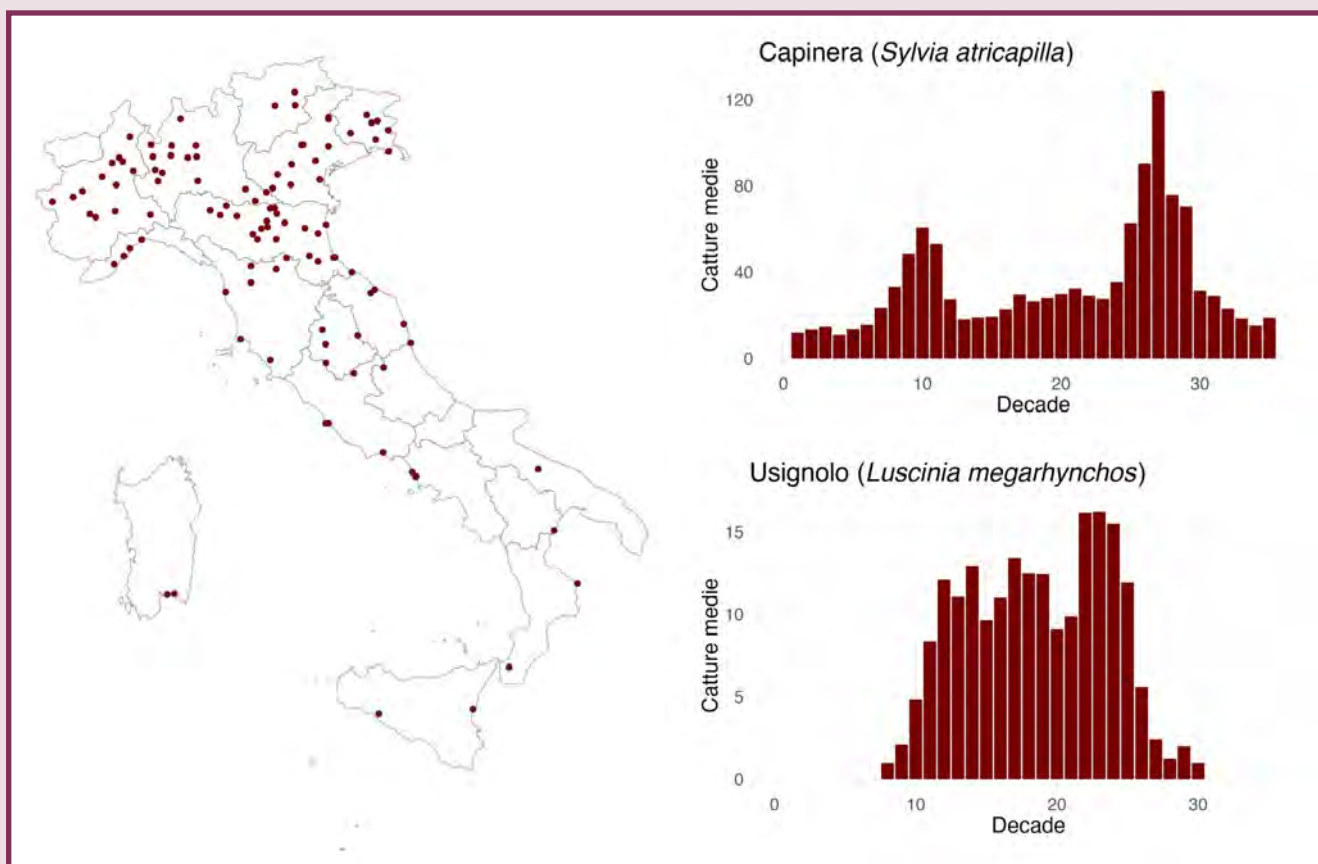 Capinera (Sylvia atricapilla)
120
80
40
0
Catture medie
0 10 20 30
Decade
Usignolo (Luscinia megarhynchos)
15
10
5
0
Catture medie
0 10 20 30
Decade